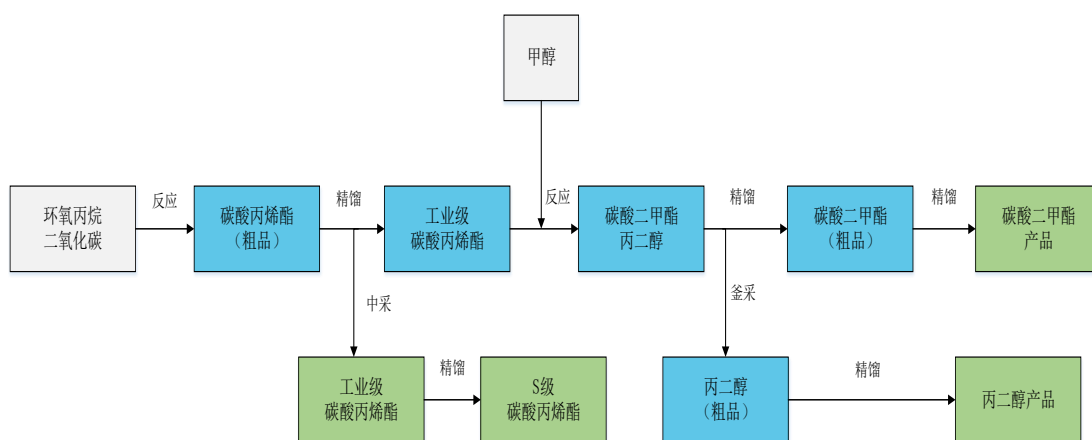 甲醇
环氧丙烷
二氧化碳
反应
碳酸丙烯酯
（粗品）
精馏
工业级
碳酸丙烯酯
反应
碳酸二甲酯
丙二醇
精馏
碳酸二甲酯
（粗品）
精馏
碳酸二甲酯
产品
中采
釜采
工业级
碳酸丙烯酯
精馏
S级
碳酸丙烯酯
丙二醇
（粗品）
精馏
丙二醇产品